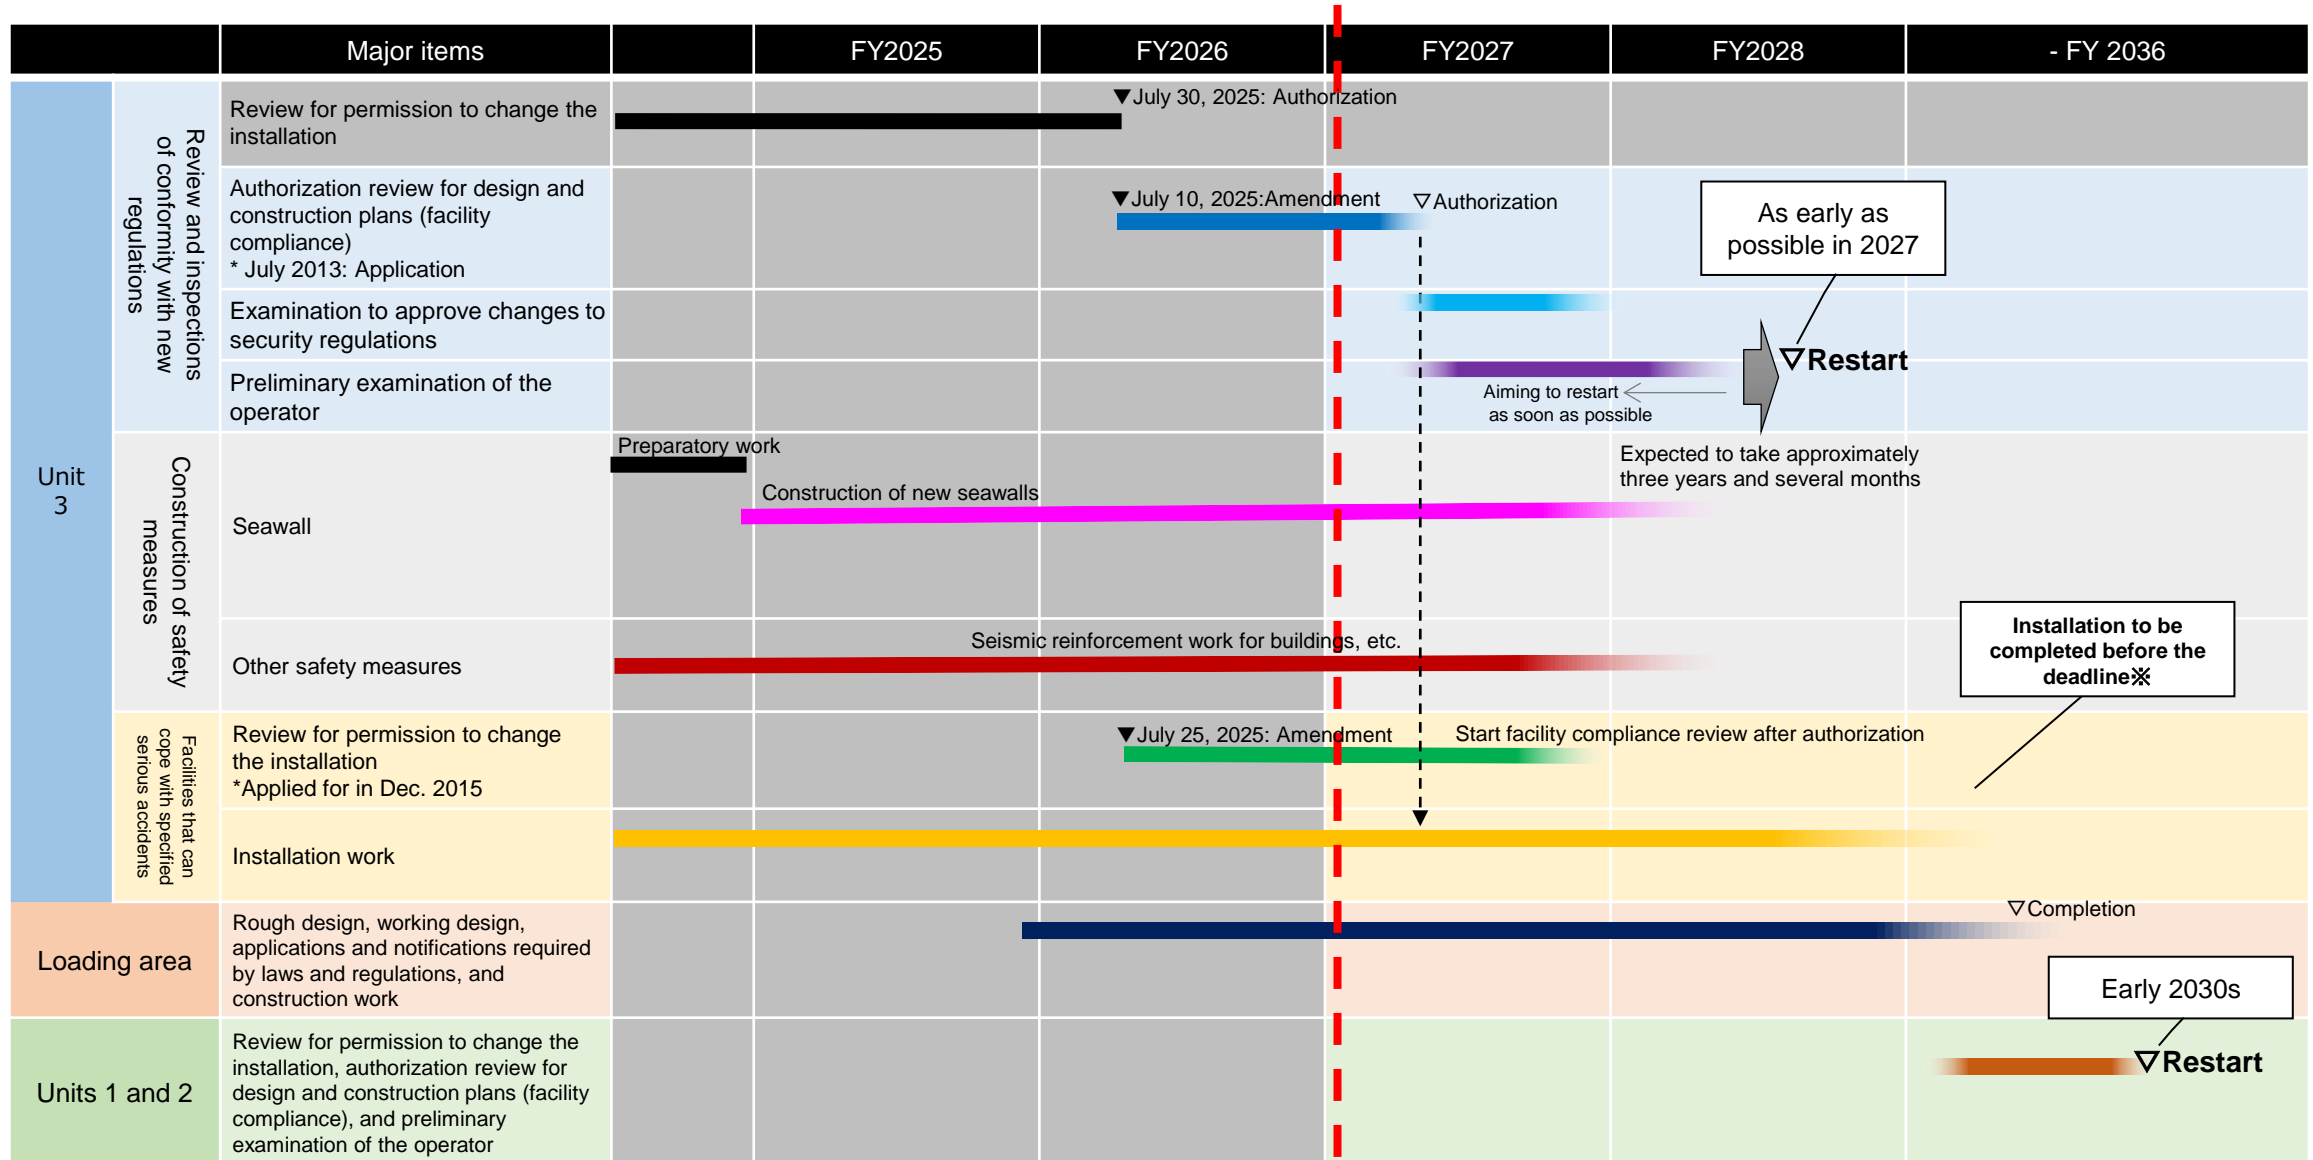 Major items
FY2025
FY2026
FY2027
FY2028
- FY 2036
Unit
3
Review and inspections
of conformity with new
regulations
Review for permission to change the
installation
▼July 30, 2025: Authorization
Authorization review for design and
construction plans (facility
compliance)
* July 2013: Application
▼July 10, 2025:Amendment
▽Authorization
As early as
possible in 2027
Examination to approve changes to
security regulations
▽Restart
Preliminary examination of the
operator
Aiming to restart
as soon as possible
Construction of safety
measures
Seawall
Preparatory work
Construction of new seawalls
Expected to take approximately
three years and several months
Other safety measures
Seismic reinforcement work for buildings, etc.
Installation to be
completed before the
deadline※
Facilities that can
cope with specified
serious accidents
Review for permission to change
the installation
*Applied for in Dec. 2015
▼July 25, 2025: Amendment
Start facility compliance review after authorization
Installation work
Loading area
Rough design, working design,
applications and notifications required
by laws and regulations, and
construction work
▽Completion
Early 2030s
Units 1 and 2
Review for permission to change the
installation, authorization review for
design and construction plans (facility
compliance), and preliminary
examination of the operator
▽Restart